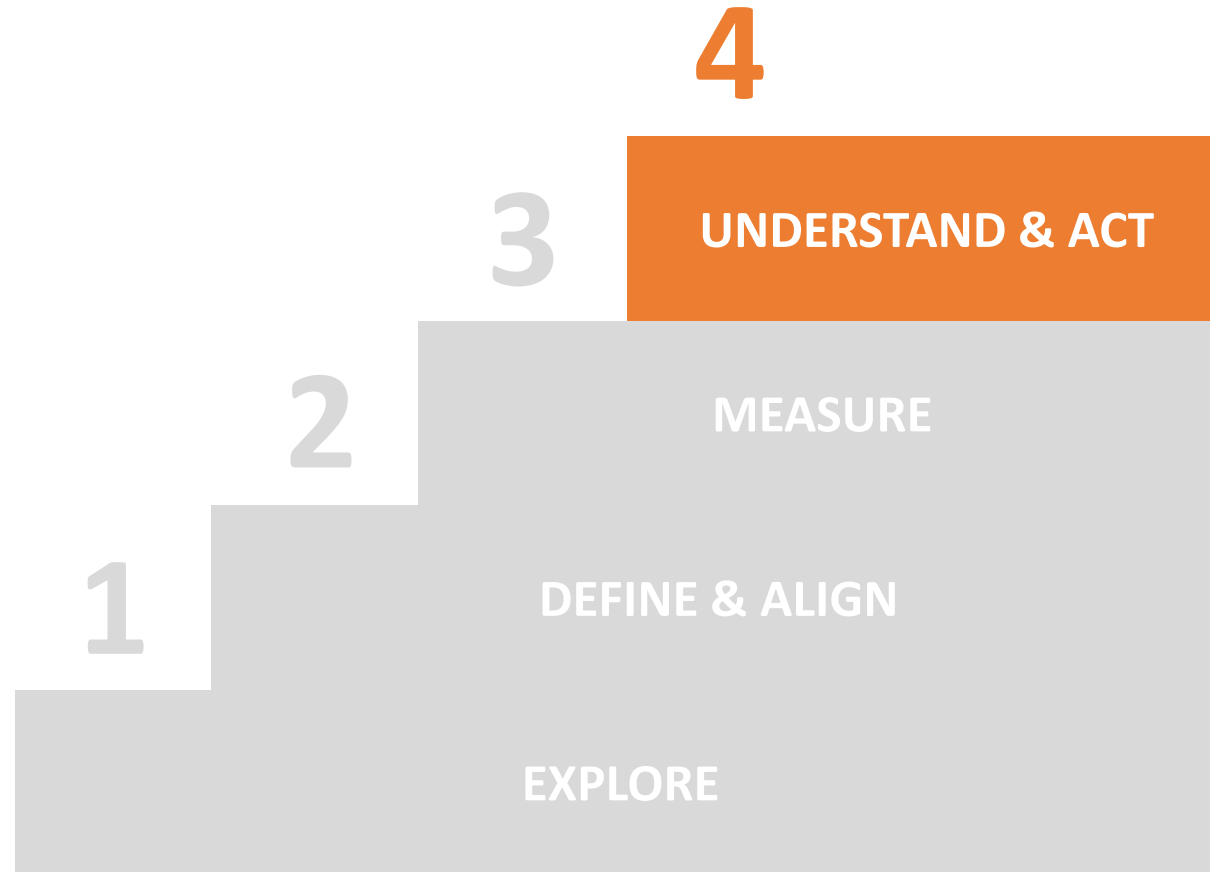 4
UNDERSTAND & ACT
3
MEASURE
2
DEFINE & ALIGN
1
EXPLORE